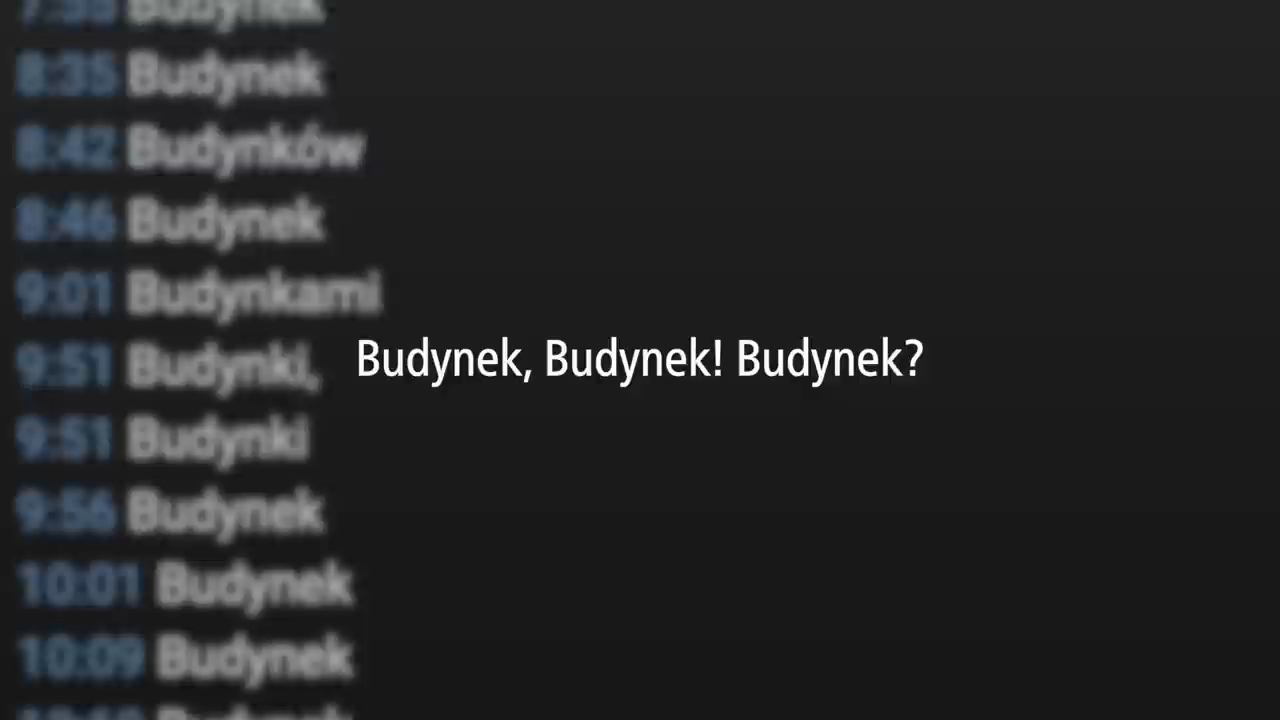 8:35 Budynek
8:42 Budynków
8:46 Budynek
9:01 Budynkami
9:51 Budynki,
Budynek, Budynek! Budynek?
9:51 Budynki
9:56 Budynek
10:01 Budynek
10:09 Budynek